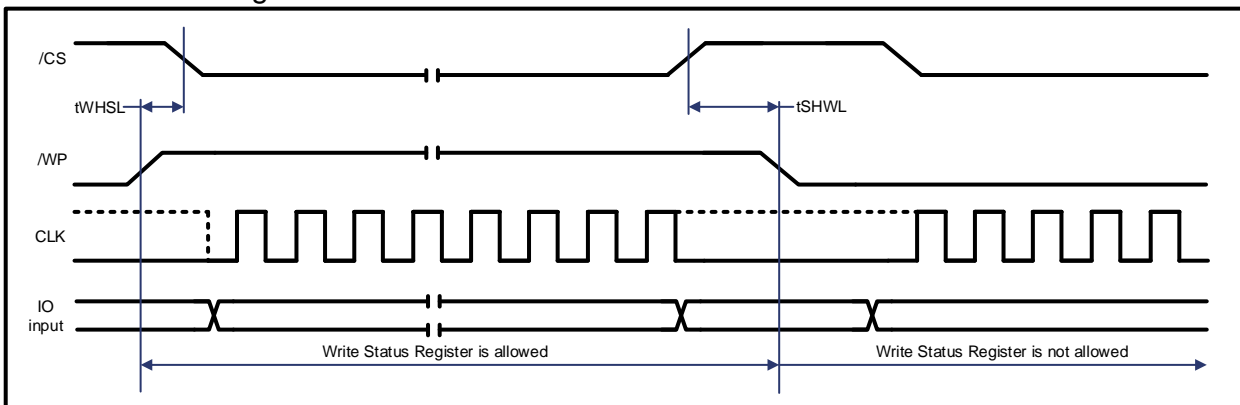 /CS
tWHSL
tSHWL
/WP
CLK
IO
input
Write Status Register is allowed
Write Status Register is not allowed